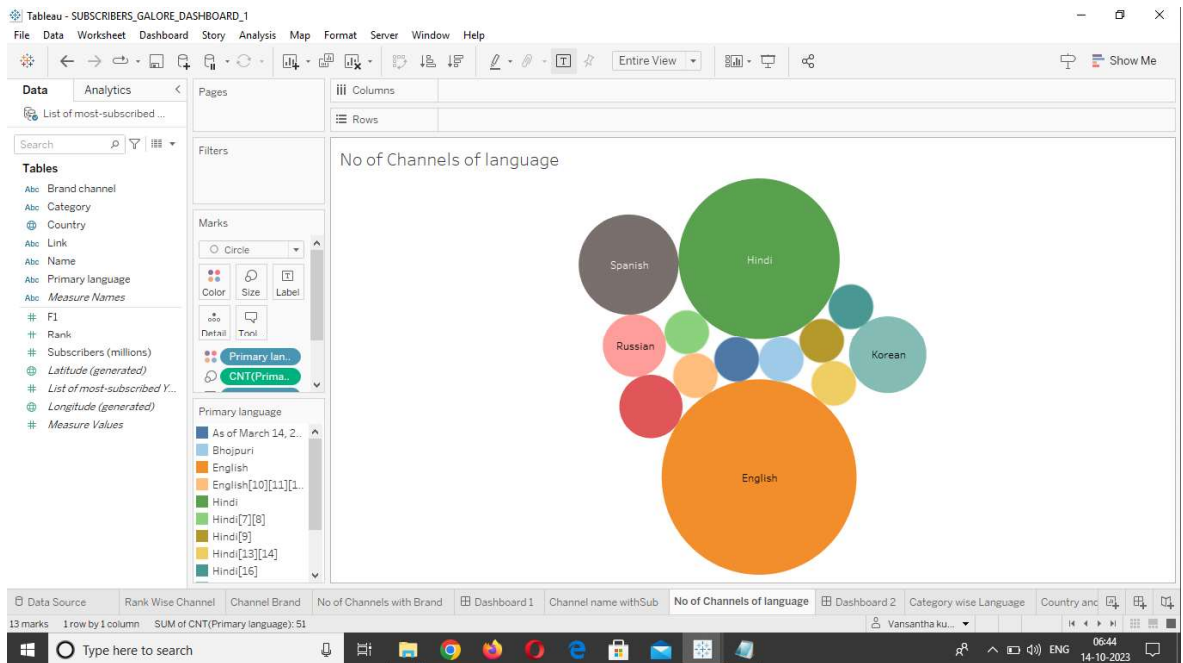 Tableau - SUBSCRIBERS_GALORE_DASHBOARD_1
File Data Worksheet Dashboard Story Analysis Map Format Server Window Help
Entire View
Show Me
Data Analytics
List of most-subscribed ...
Search
Tables
Abc Brand channel
Abc Category
Country
Abc Link
Abc Name
Abc Primary language
Abc Measure Names
# F1
# Rank
# Subscribers (millions)
Latitude (generated)
# List of most-subscribed Y...
Longitude (generated)
# Measure Values
Pages
Filters
Marks
Circle
Color Size Label
Detail Tool
Primary lan..
CNT(Prima..
Primary language
As of March 14, 2..
Bhojpuri
English
English[10][11][1..
Hindi
Hindi[7][8]
Hindi[9]
Hindi[13][14]
Hindi[16]
iii Columns
Rows
No of Channels of language
Spanish
Hindi
Russian
Korean
English
Data Source Rank Wise Channel Channel Brand No of Channels with Brand Dashboard 1 Channel name withSub No of Channels of language Dashboard 2 Category wise Language Country anc
13 marks 1 row by 1 column SUM of CNT(Primary language): 51 Vansantha ku...
Type here to search
ENG
06:44
14-10-2023